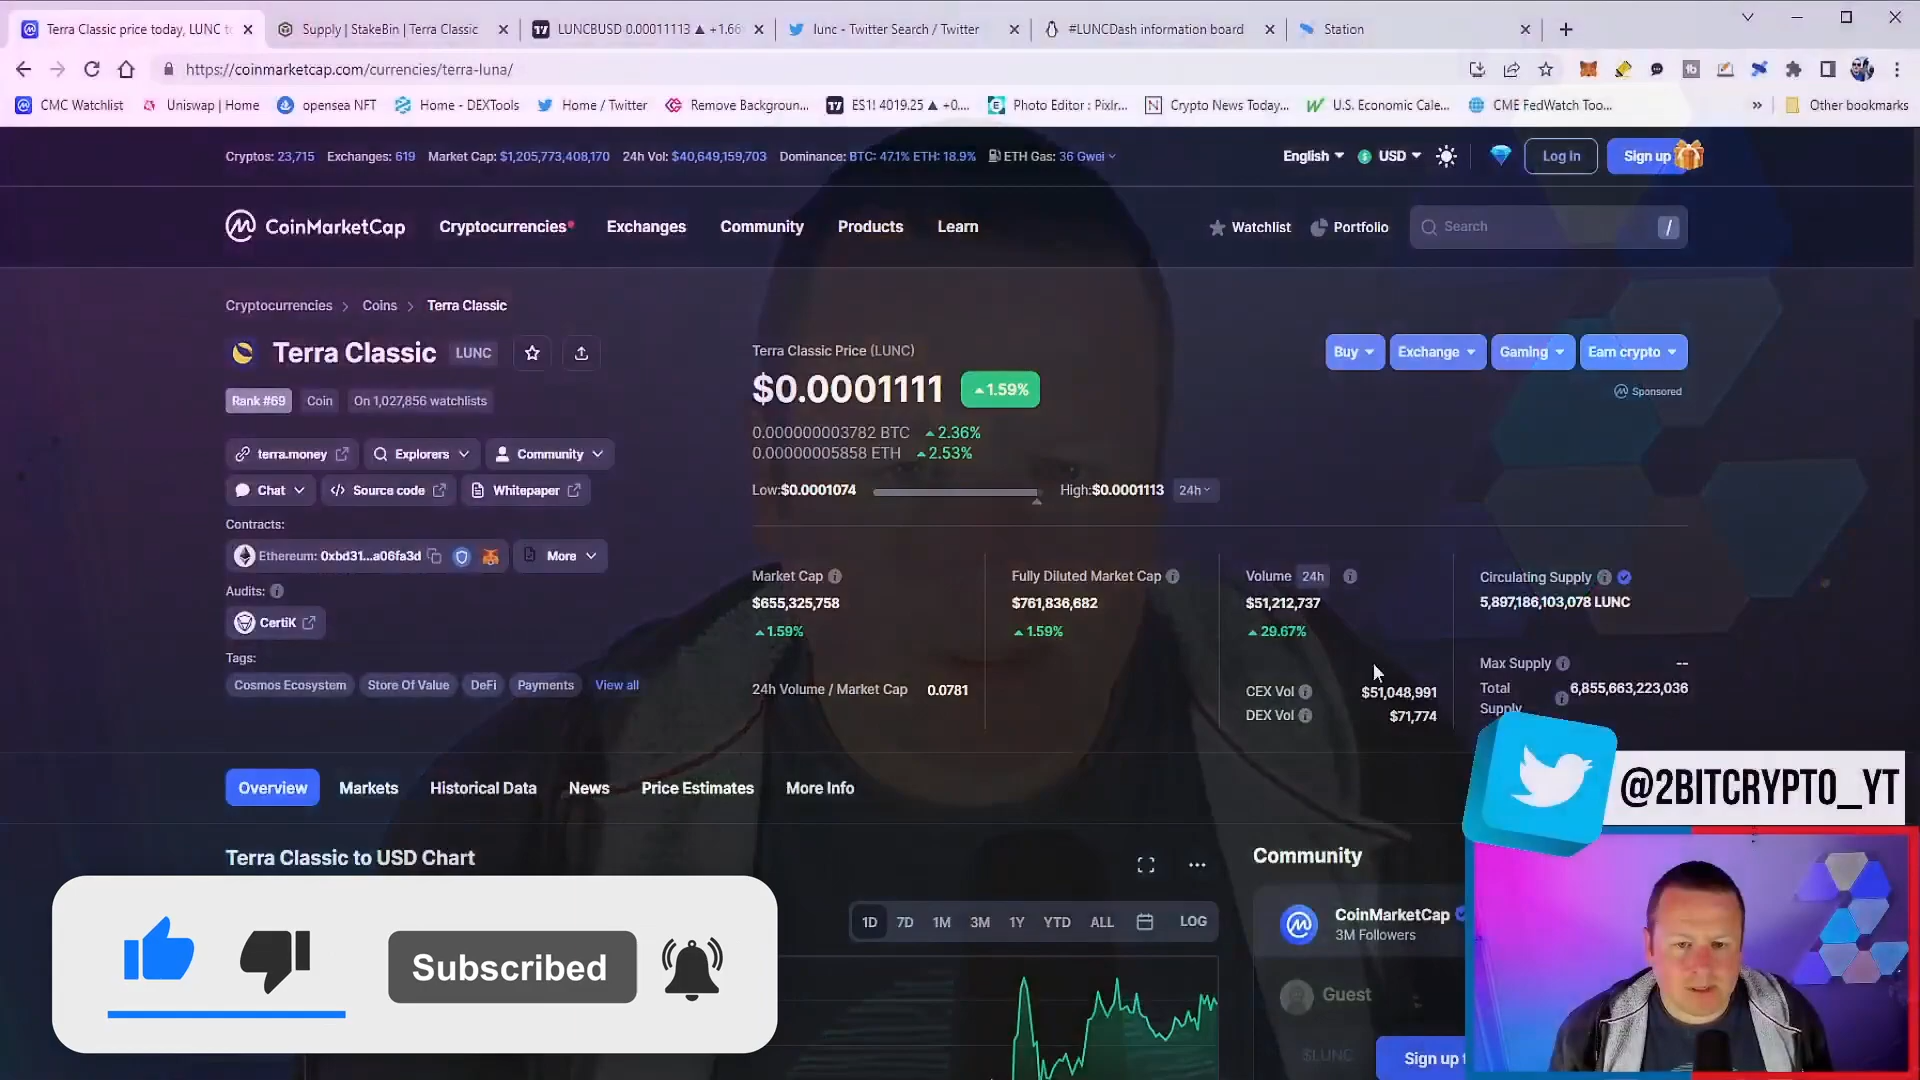 Terra Classic price today, LUNC to
Supply | StakeBin | Terra Classic
LUNCBUSD 0.00011113 ▲ +1.66
lunc - Twitter Search / Twitter
#LUNCDash information board
Station
https://coinmarketcap.com/currencies/terra-luna/
CMC Watchlist
Uniswap | Home
opensea NFT
Home - DEXTools
Home / Twitter
Remove Backgroun...
ES1! 4019.25 ▲ +0....
Photo Editor : Pixlr...
Crypto News Today...
U.S. Economic Cale...
CME FedWatch Too...
»
Other bookmarks
Cryptos: 23,715 Exchanges: 619 Market Cap: $1,205,773,408,170 24h Vol: $40,649,159,703 Dominance: BTC: 47.1% ETH: 18.9% ETH Gas: 36 Gwei
English USD Log In Sign up
CoinMarketCap Cryptocurrencies Exchanges Community Products Learn
Watchlist Portfolio Search /
Cryptocurrencies > Coins > Terra Classic
Terra Classic LUNC
Rank #69 Coin On 1,027,856 watchlists
terra.money Explorers Community
Chat Source code Whitepaper
Contracts:
Ethereum: 0xbd31...a06fa3d More
Audits:
CertiK
Tags:
Cosmos Ecosystem Store Of Value DeFi Payments View all
Terra Classic Price (LUNC)
$0.0001111 1.59%
0.000000003782 BTC 2.36%
0.00000005858 ETH 2.53%
Low:$0.0001074 High:$0.0001113 24h
Buy Exchange Gaming Earn crypto
Sponsored
Market Cap
$655,325,758
1.59%
24h Volume / Market Cap 0.0781
Fully Diluted Market Cap
$761,836,682
1.59%
Volume 24h
$51,212,737
29.67%
CEX Vol $51,048,991
DEX Vol $71,774
Circulating Supply
5,897,186,103,078 LUNC
Max Supply --
Total
Supply
6,855,663,223,036
Overview Markets Historical Data News Price Estimates More Info
@2BITCRYPTO_YT
Terra Classic to USD Chart
1D 7D 1M 3M 1Y YTD ALL LOG
Community
CoinMarketCap
3M Followers
Guest
$LUNC
Sign up
Subscribed